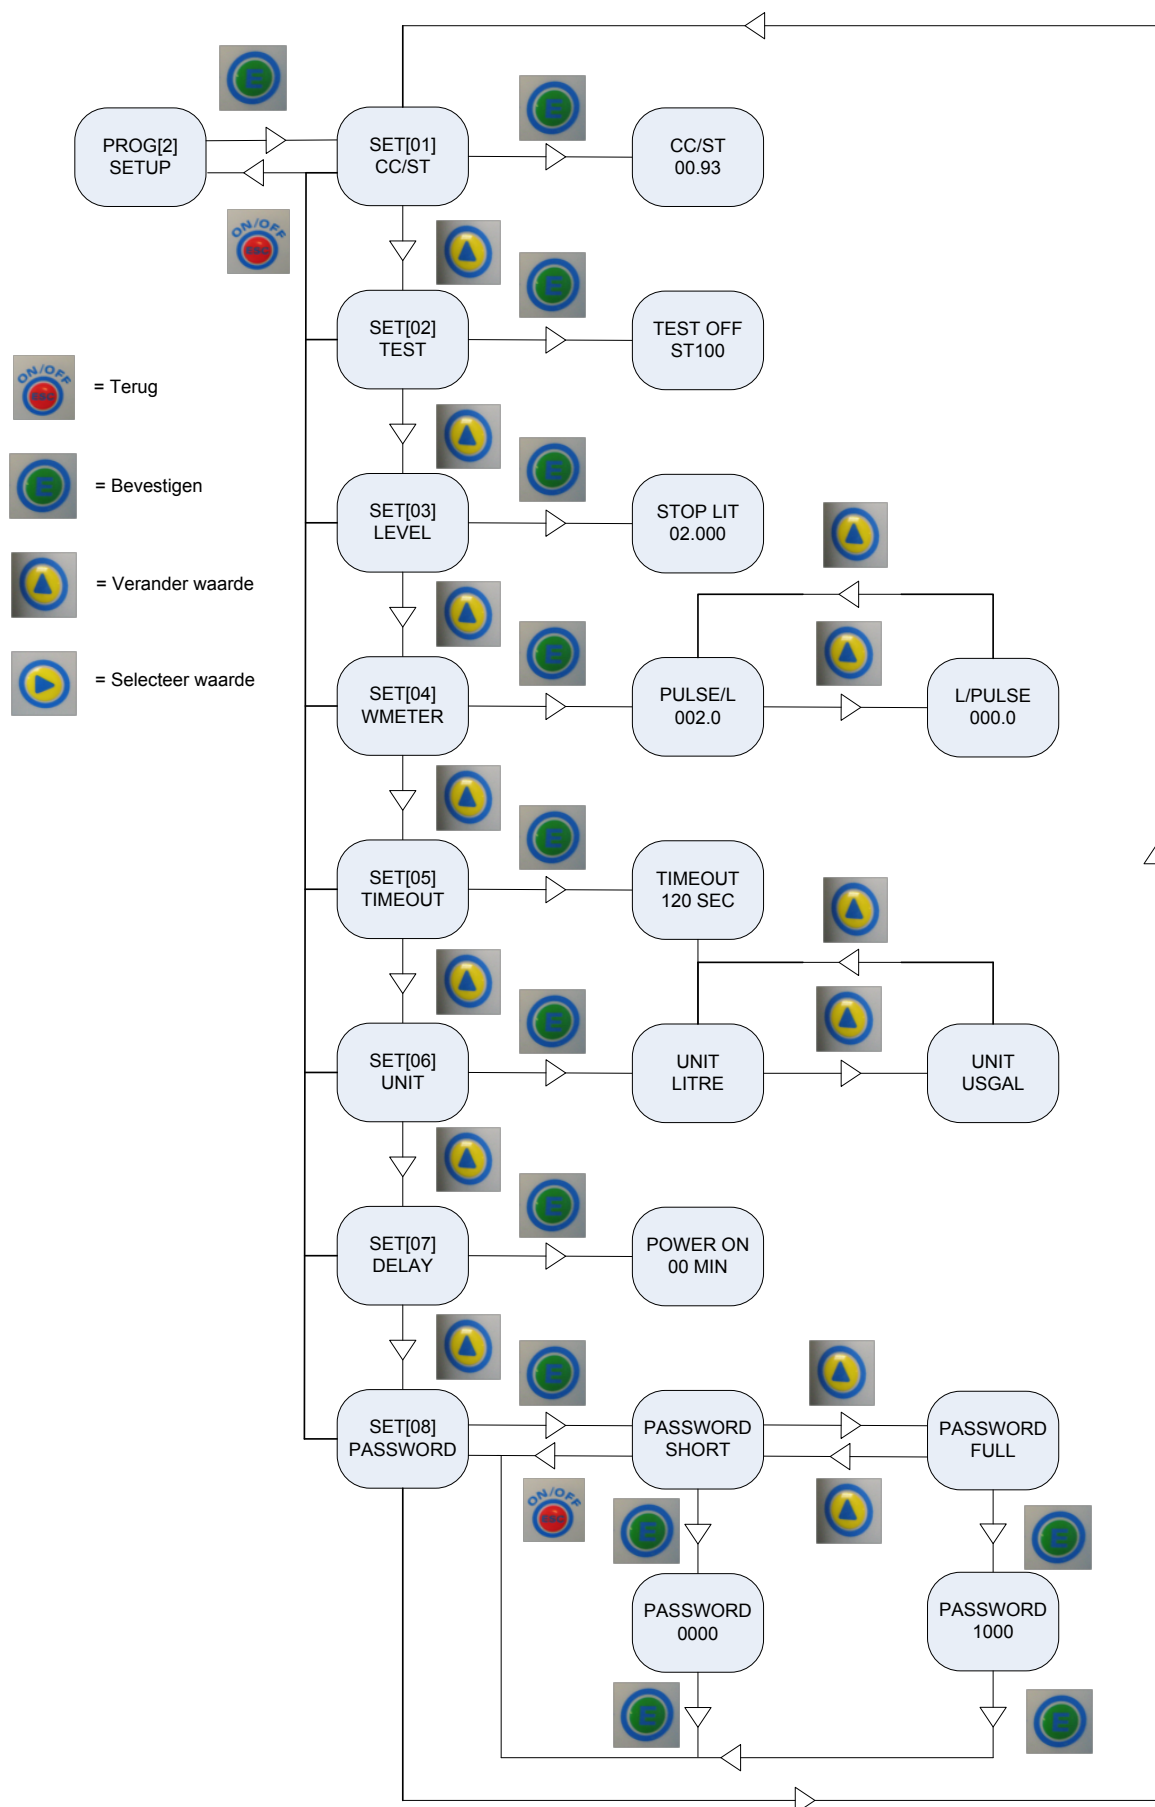 PROG[2]
SETUP
SET[01]
CC/ST
CC/ST
00.93
ON/OFF
ESC
SET[02]
TEST
TEST OFF
ST100
ON/OFF
ESC
= Terug
E
= Bevestigen
= Verander waarde
= Selecteer waarde
SET[03]
LEVEL
STOP LIT
02.000
SET[04]
WMETER
PULSE/L
002.0
L/PULSE
000.0
SET[05]
TIMEOUT
TIMEOUT
120 SEC
SET[06]
UNIT
UNIT
LITRE
UNIT
USGAL
SET[07]
DELAY
POWER ON
00 MIN
SET[08]
PASSWORD
PASSWORD
SHORT
PASSWORD
FULL
ON/OFF
ESC
PASSWORD
0000
PASSWORD
1000